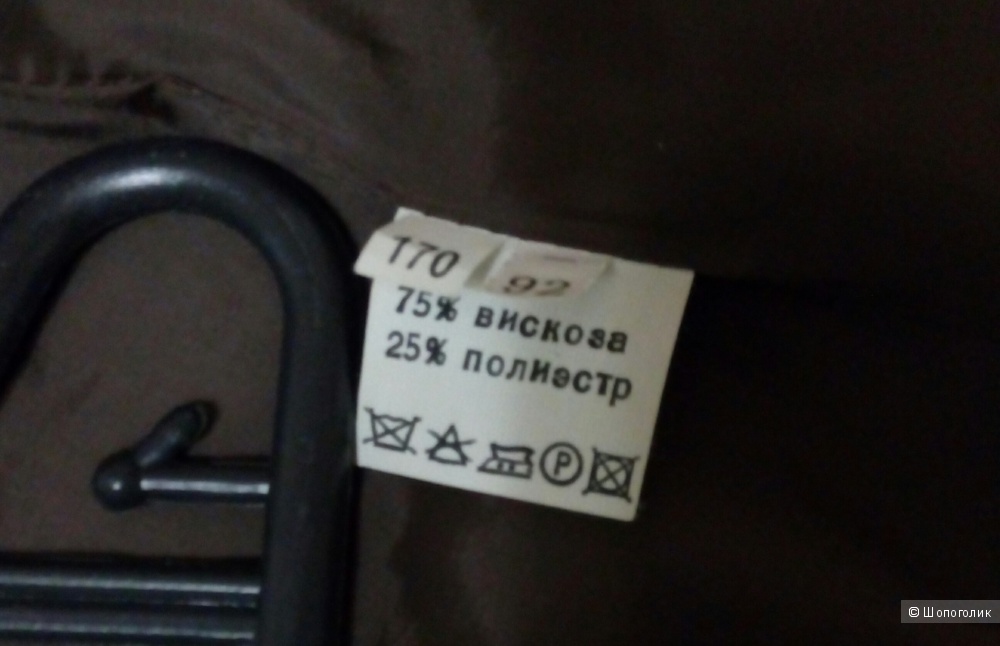 170 92
75% вискоза
25% полиэстр
P
© Шопоголик